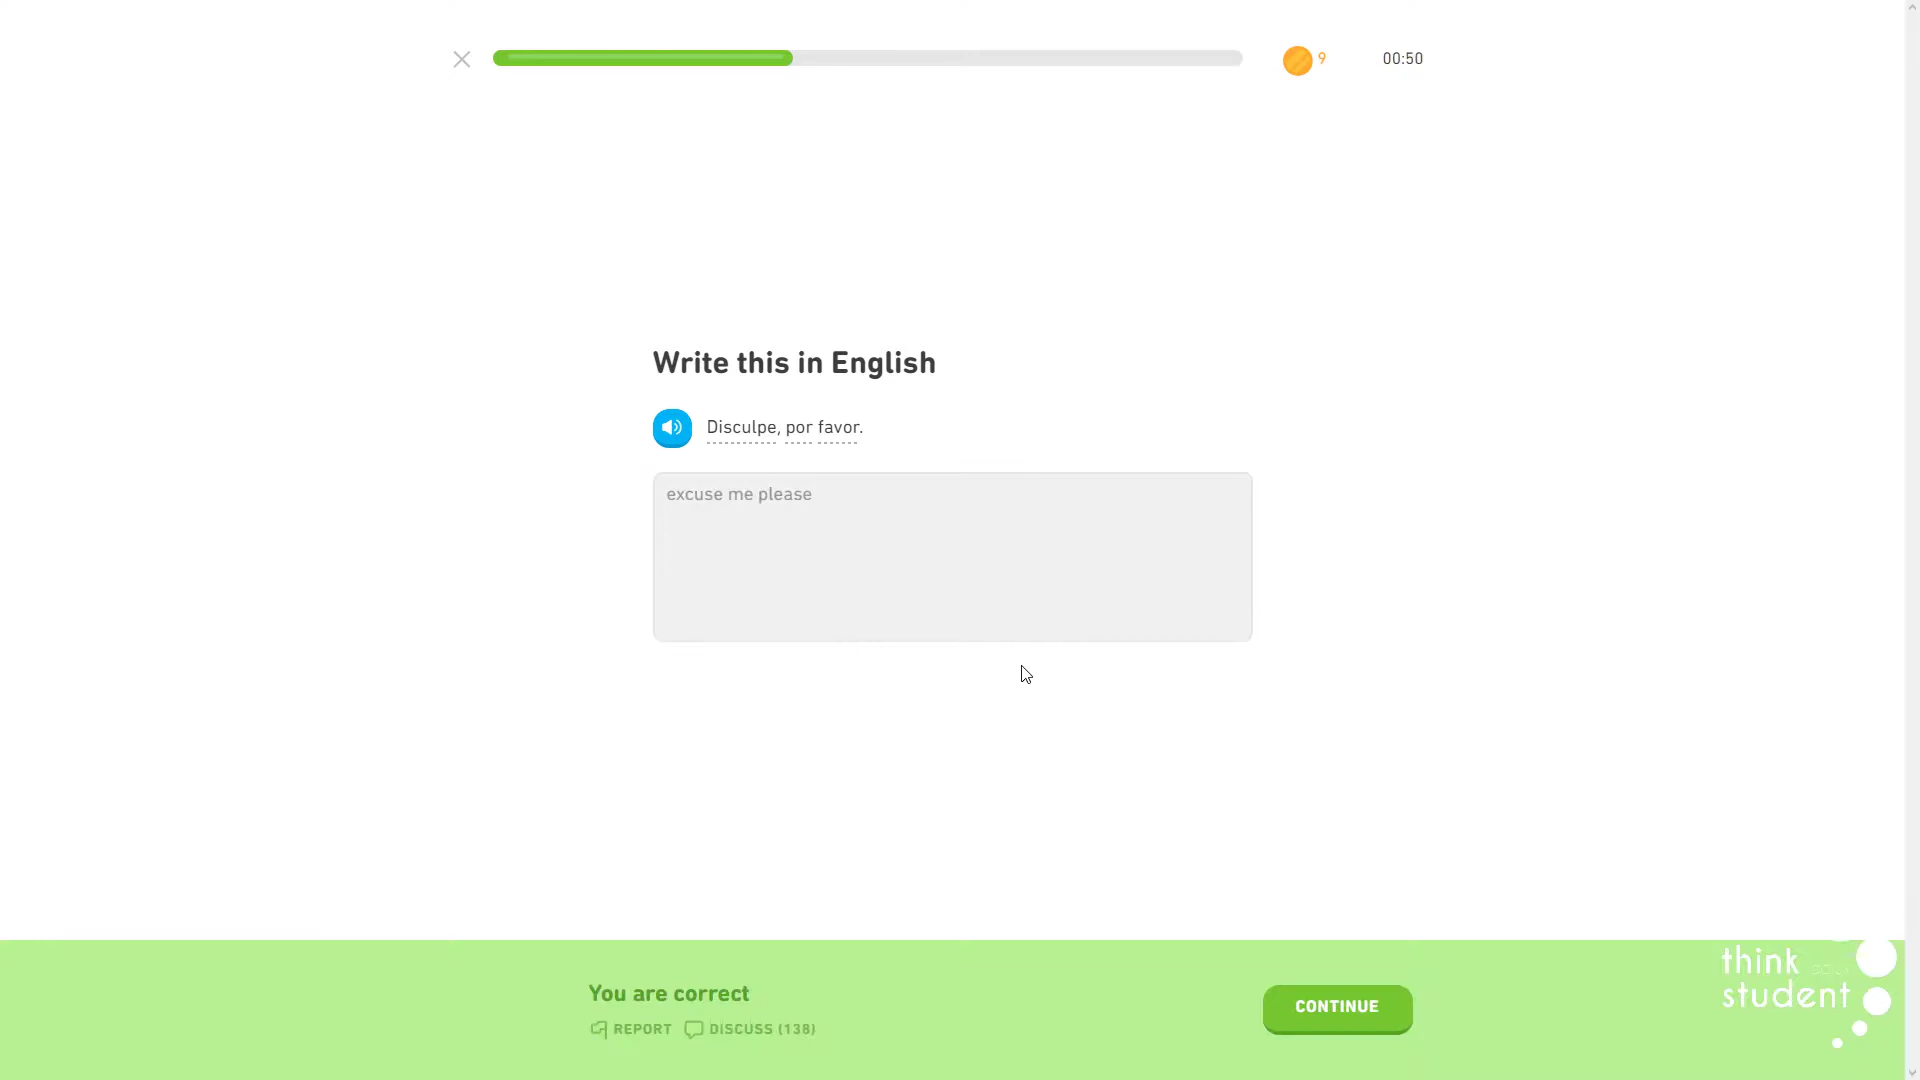 9
00:50
Write this in English
Disculpe, por favor.
excuse me please
You are correct
REPORT
DISCUSS (138)
CONTINUE
think
student